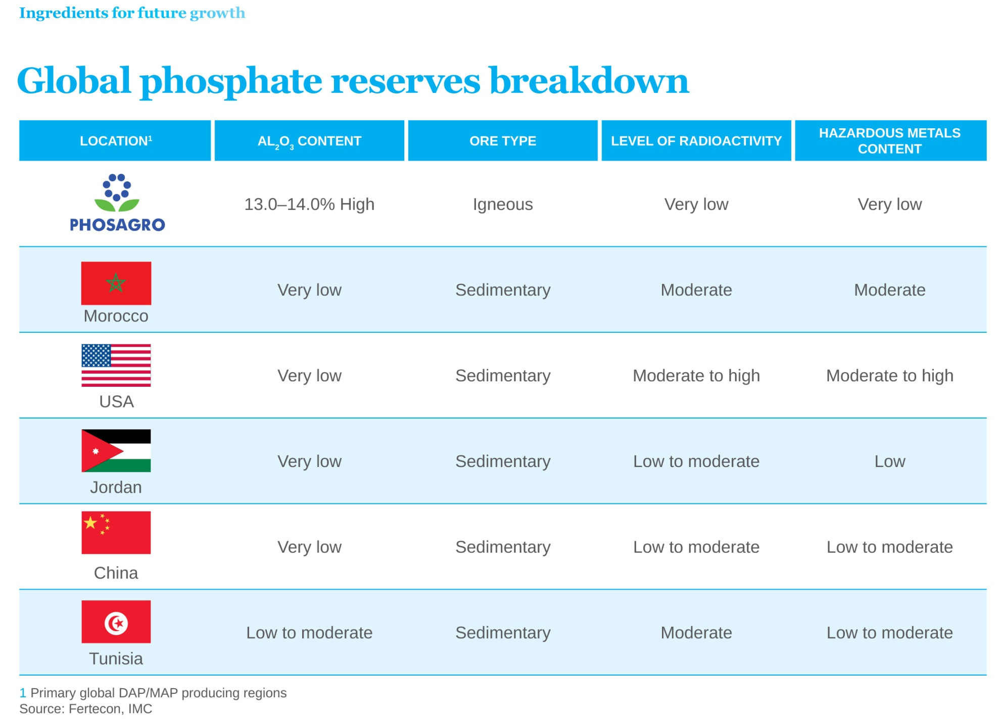 Ingredients for future growth
Global phosphate reserves breakdown
LOCATION¹ AL₂O₃ CONTENT ORE TYPE LEVEL OF RADIOACTIVITY HAZARDOUS METALS CONTENT
PHOSAGRO 13.0–14.0% High Igneous Very low Very low
Morocco Very low Sedimentary Moderate Moderate
USA Very low Sedimentary Moderate to high Moderate to high
Jordan Very low Sedimentary Low to moderate Low
China Very low Sedimentary Low to moderate Low to moderate
Tunisia Low to moderate Sedimentary Moderate Low to moderate
1 Primary global DAP/MAP producing regions
Source: Fertecon, IMC